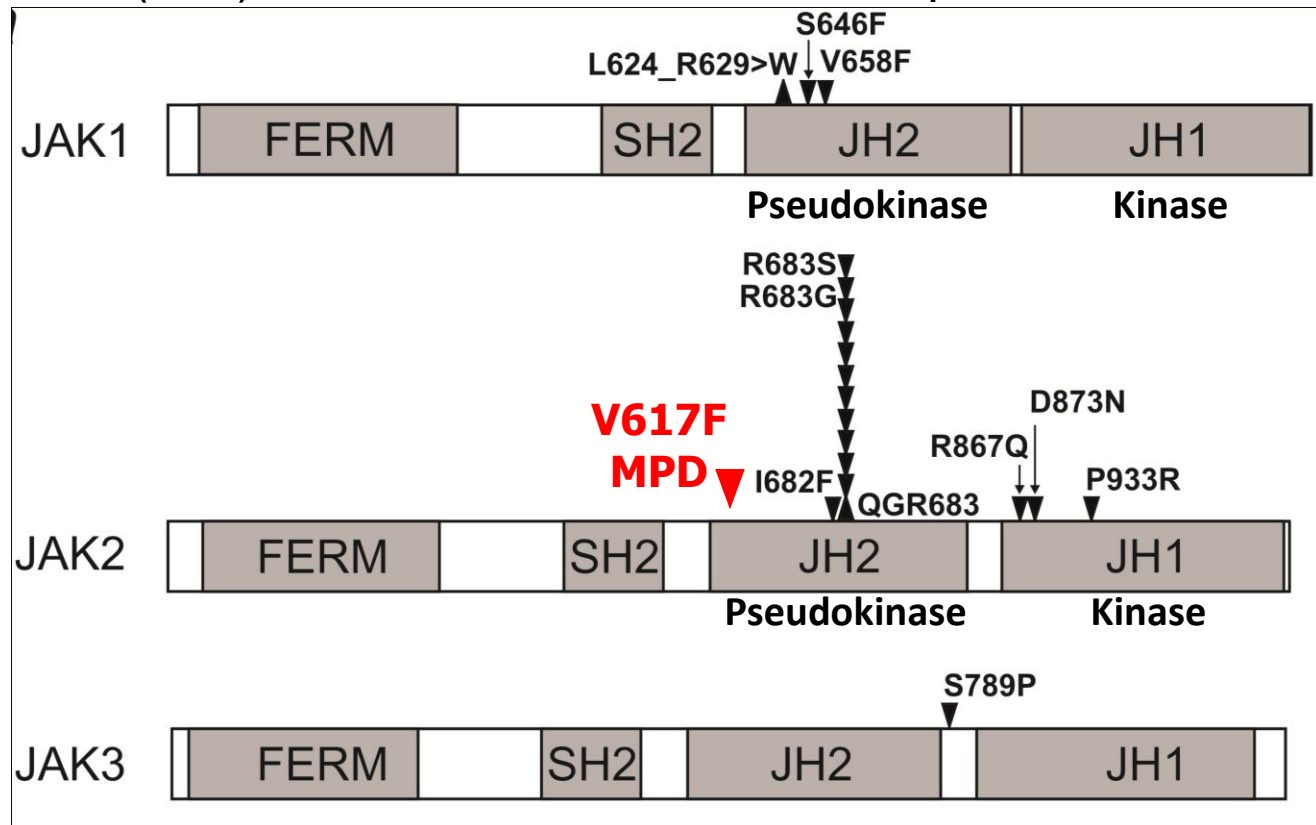 S646F
L624_R629>W V658F
JAK1 FERM SH2 JH2 JH1
Pseudokinase Kinase
R683S
R683G
V617F
MPD
D873N
R867Q
I682F QGR683 P933R
JAK2 FERM SH2 JH2 JH1
Pseudokinase Kinase
S789P
JAK3 FERM SH2 JH2 JH1